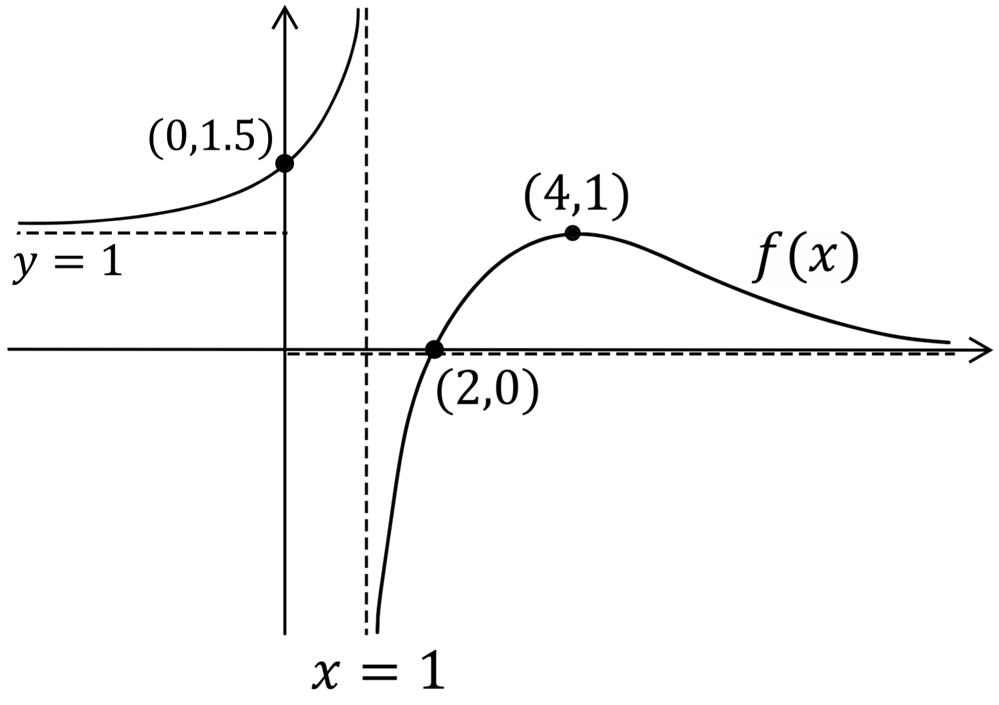 (0,1.5)
(4,1)
f(x)
y = 1
(2,0)
x = 1